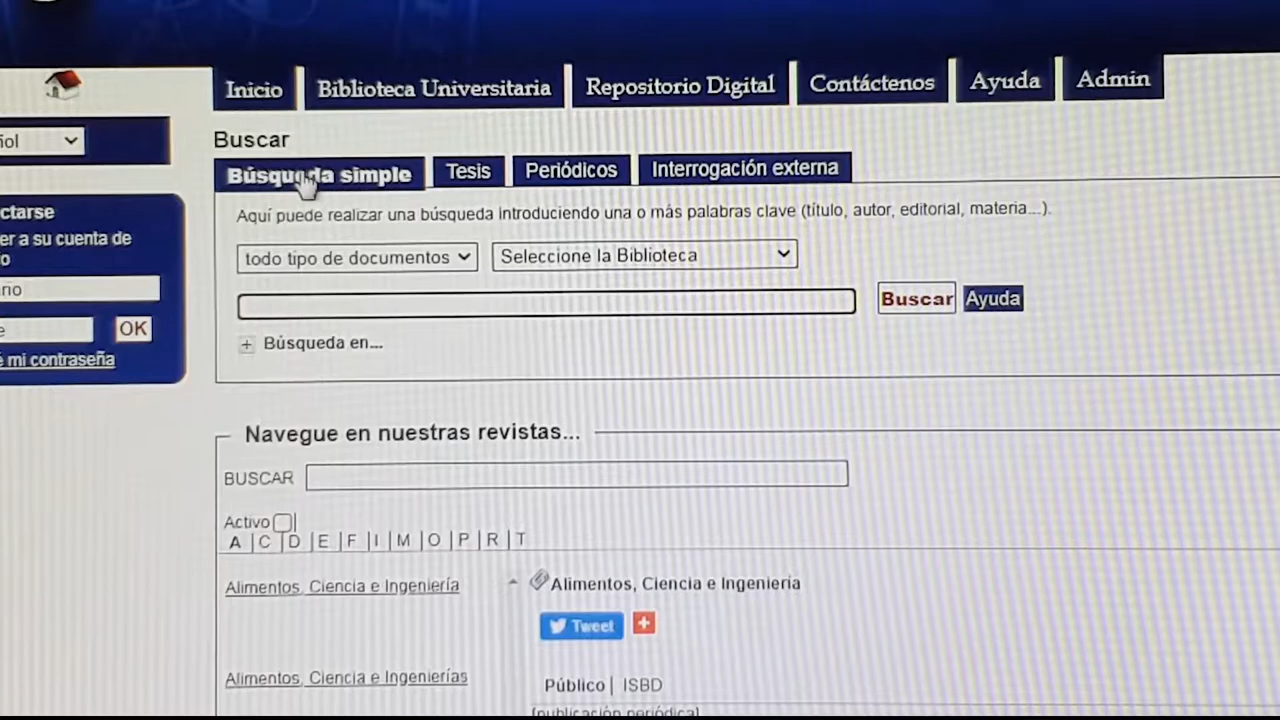 Inicio Biblioteca Universitaria Repositorio Digital Contáctenos Ayuda Admin
ñol
Buscar
Búsqueda simple Tesis Periódicos Interrogación externa
ctarse
er a su cuenta de
o
Aquí puede realizar una búsqueda introduciendo una o más palabras clave (título, autor, editorial, materia...).
todo tipo de documentos Seleccione la Biblioteca
rio
Buscar Ayuda
e OK
+ Búsqueda en...
é mi contraseña
Navegue en nuestras revistas...
BUSCAR
Activo |
A |C |D |E |F |I |M |O |P |R |T
Alimentos, Ciencia e Ingeniería
Alimentos, Ciencia e Ingenieria
Tweet +
Alimentos, Ciencia e Ingenierías
Público | ISBD
[publicación periódica]